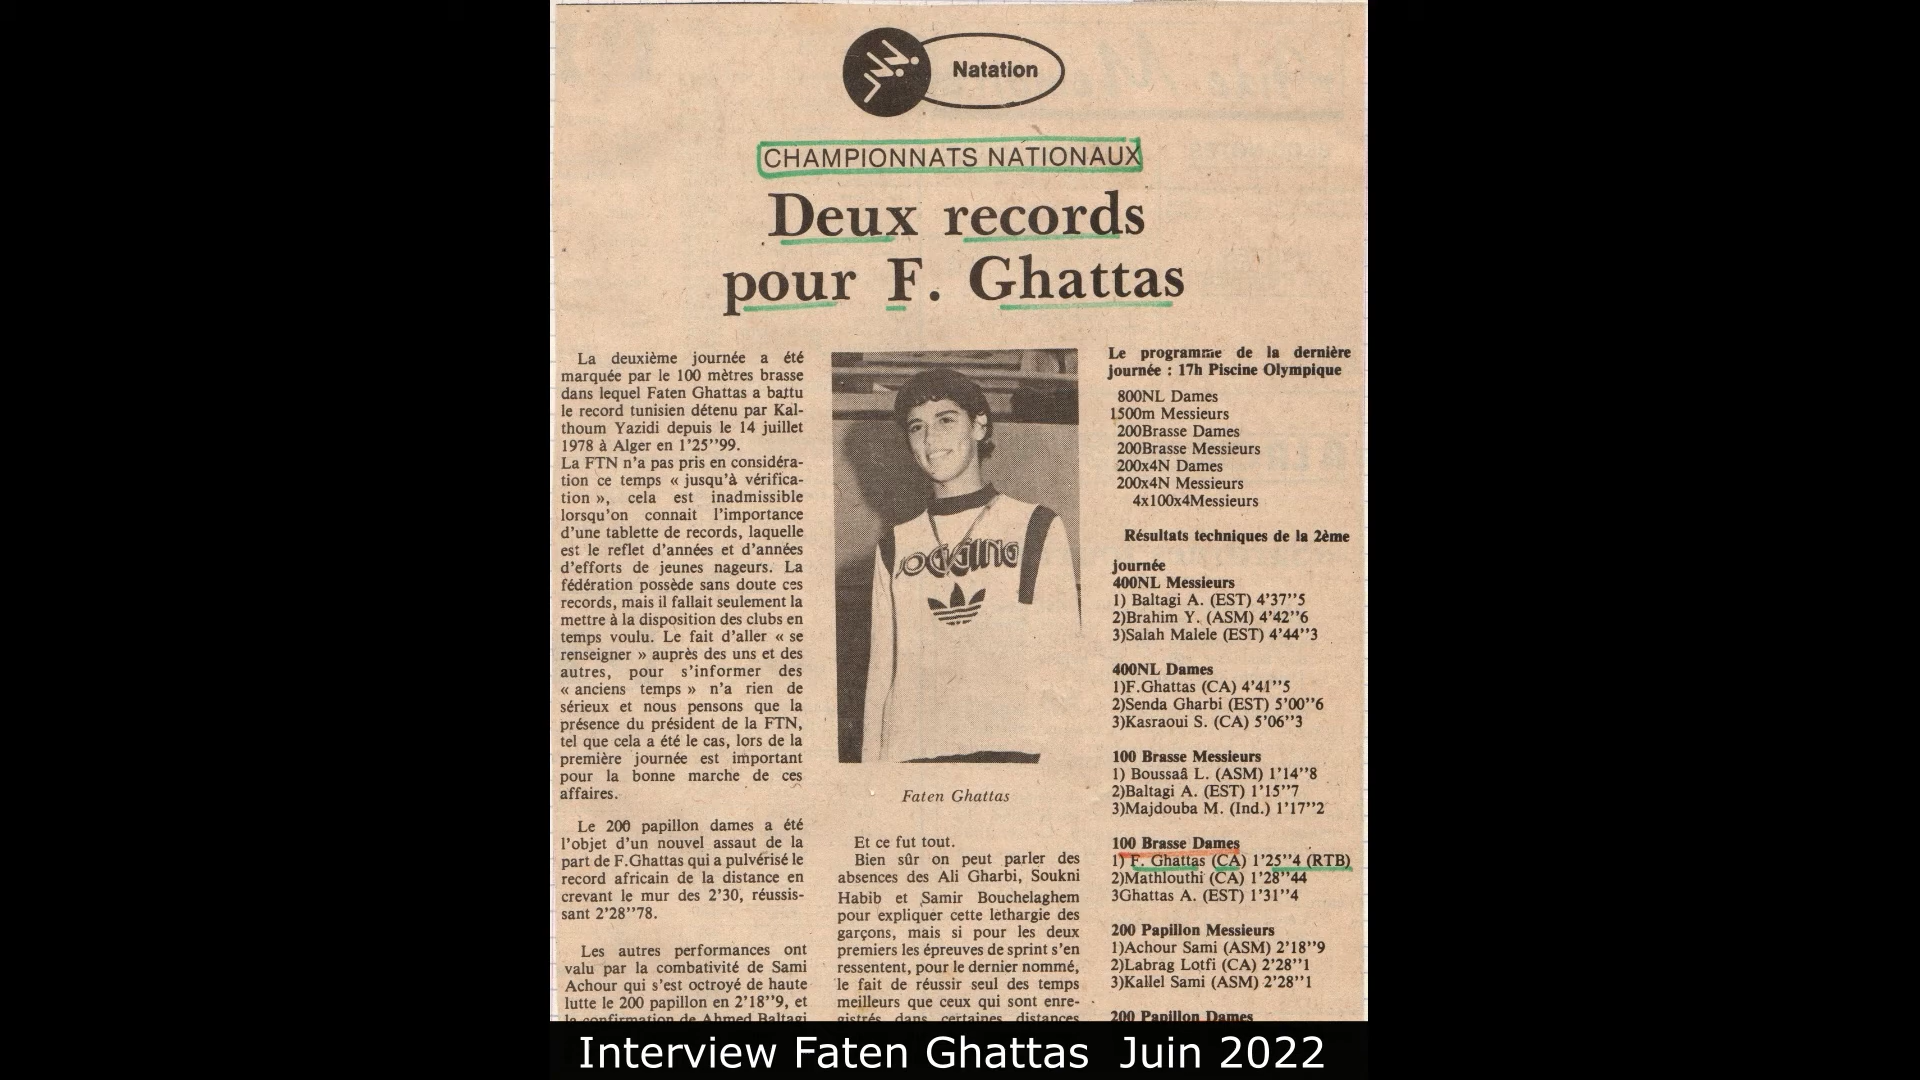 Natation
CHAMPIONNATS NATIONAUX
Deux records
pour F. Ghattas
La deuxième journée a été
marquée par le 100 mètres brasse
dans lequel Faten Ghattas a battu
le record tunisien détenu par Kal-
thoum Yazidi depuis le 14 juillet
1978 à Alger en 1'25''99.
La FTN n'a pas pris en considéra-
tion ce temps « jusqu'à vérifica-
tion », cela est inadmissible
lorsqu'on connait l'importance
d'une tablette de records, laquelle
est le reflet d'années et d'années
d'efforts de jeunes nageurs. La
fédération possède sans doute ces
records, mais il fallait seulement la
mettre à la disposition des clubs en
temps voulu. Le fait d'aller « se
renseigner » auprès des uns et des
autres, pour s'informer des
« anciens temps » n'a rien de
sérieux et nous pensons que la
présence du président de la FTN,
tel que cela a été le cas, lors de la
première journée est important
pour la bonne marche de ces
affaires.
Le 200 papillon dames a été
l'objet d'un nouvel assaut de la
part de F.Ghattas qui a pulvérisé le
record africain de la distance en
crevant le mur des 2'30, réussis-
sant 2'28''78.
Les autres performances ont
valu par la combativité de Sami
Achour qui s'est octroyé de haute
lutte le 200 papillon en 2'18''9, et
la confirmation de Ahmed Baltagi
JOGGING
Faten Ghattas
Et ce fut tout.
Bien sûr on peut parler des
absences des Ali Gharbi, Soukni
Habib et Samir Bouchelaghem
pour expliquer cette lethargie des
garçons, mais si pour les deux
premiers les épreuves de sprint s'en
ressentent, pour le dernier nommé,
le fait de réussir seul des temps
meilleurs que ceux qui sont enre-
gistrés dans certaines distances
Le programme de la dernière
journée : 17h Piscine Olympique
800NL Dames
1500m Messieurs
200Brasse Dames
200Brasse Messieurs
200x4N Dames
200x4N Messieurs
4x100x4Messieurs
Résultats techniques de la 2ème
journée
400NL Messieurs
1) Baltagi A. (EST) 4'37''5
2)Brahim Y. (ASM) 4'42''6
3)Salah Malele (EST) 4'44''3
400NL Dames
1)F.Ghattas (CA) 4'41''5
2)Senda Gharbi (EST) 5'00''6
3)Kasraoui S. (CA) 5'06''3
100 Brasse Messieurs
1) Boussaâ L. (ASM) 1'14''8
2)Baltagi A. (EST) 1'15''7
3)Majdouba M. (Ind.) 1'17''2
100 Brasse Dames
1) F. Ghattas (CA) 1'25''4 (RTB)
2)Mathlouthi (CA) 1'28''44
3Ghattas A. (EST) 1'31''4
200 Papillon Messieurs
1)Achour Sami (ASM) 2'18''9
2)Labrag Lotfi (CA) 2'28''1
3)Kallel Sami (ASM) 2'28''1
200 Papillon Dames
Interview Faten Ghattas Juin 2022